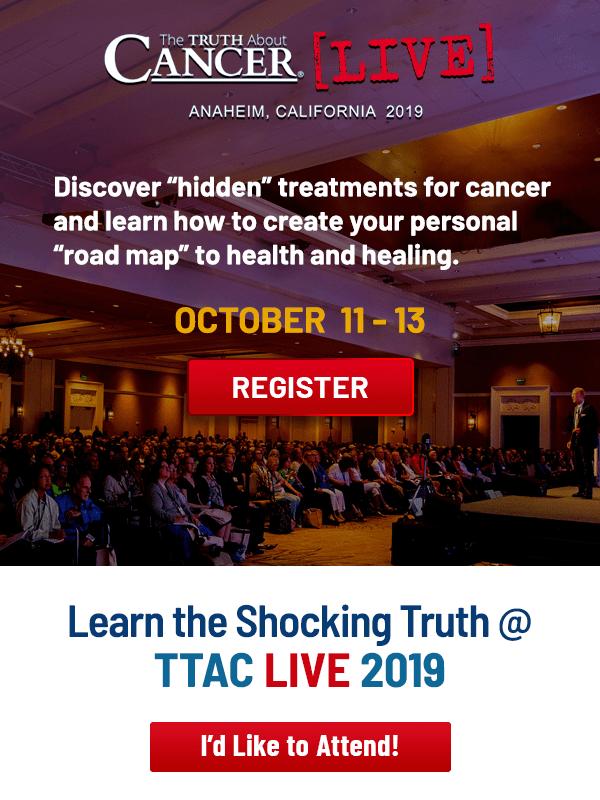 The TRUTH About
CANCER® [LIVE]
ANAHEIM, CALIFORNIA 2019
Discover “hidden” treatments for cancer
and learn how to create your personal
“road map” to health and healing.
OCTOBER 11 - 13
REGISTER
Learn the Shocking Truth @
TTAC LIVE 2019
I’d Like to Attend!